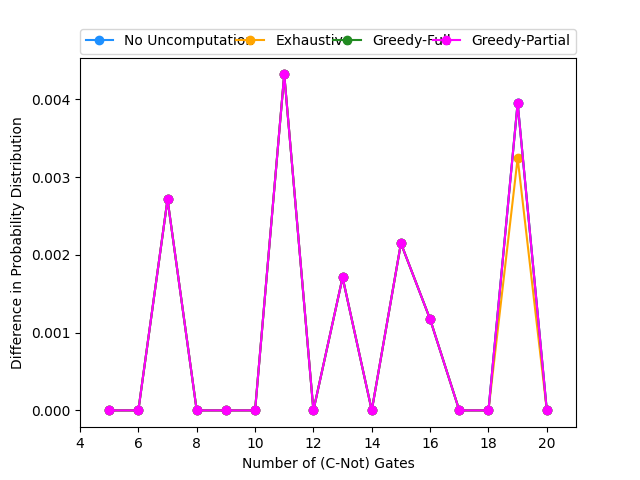 No Uncomputation Exhaustive Greedy-Full Greedy-Partial
0.004
0.003
0.002
0.001
0.000
Difference in Probability Distribution
4 6 8 10 12 14 16 18 20
Number of (C-Not) Gates